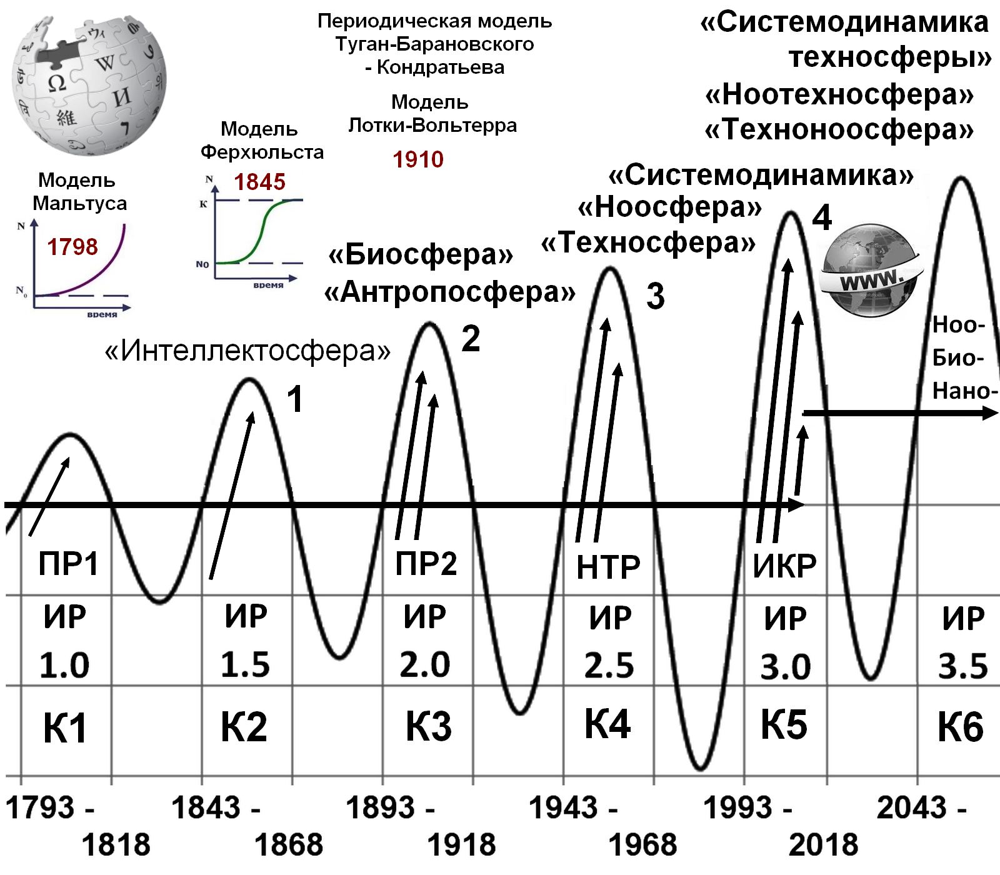 Периодическая модель
Туган-Барановского
- Кондратьева
Модель
Лотки-Вольтерра
1910
«Системодинамика
техносферы»
«Ноотехносфера»
«Техноноосфера»
Ω
W
И
維
Модель
Ферхюльста
1845
N
K
N0
время
Модель
Мальтуса
1798
N
N0
время
«Системодинамика»
«Ноосфера»
«Техносфера»
4
www.
«Биосфера»
«Антропосфера»
3
2
«Интеллектосфера»
1
Ноо-
Био-
Нано-
ПР1
ПР2
НТР
ИКР
ИР ИР ИР ИР ИР ИР
1.0 1.5 2.0 2.5 3.0 3.5
К1 К2 К3 К4 К5 К6
1793 - 1843 - 1893 - 1943 - 1993 - 2043 -
1818 1868 1918 1968 2018